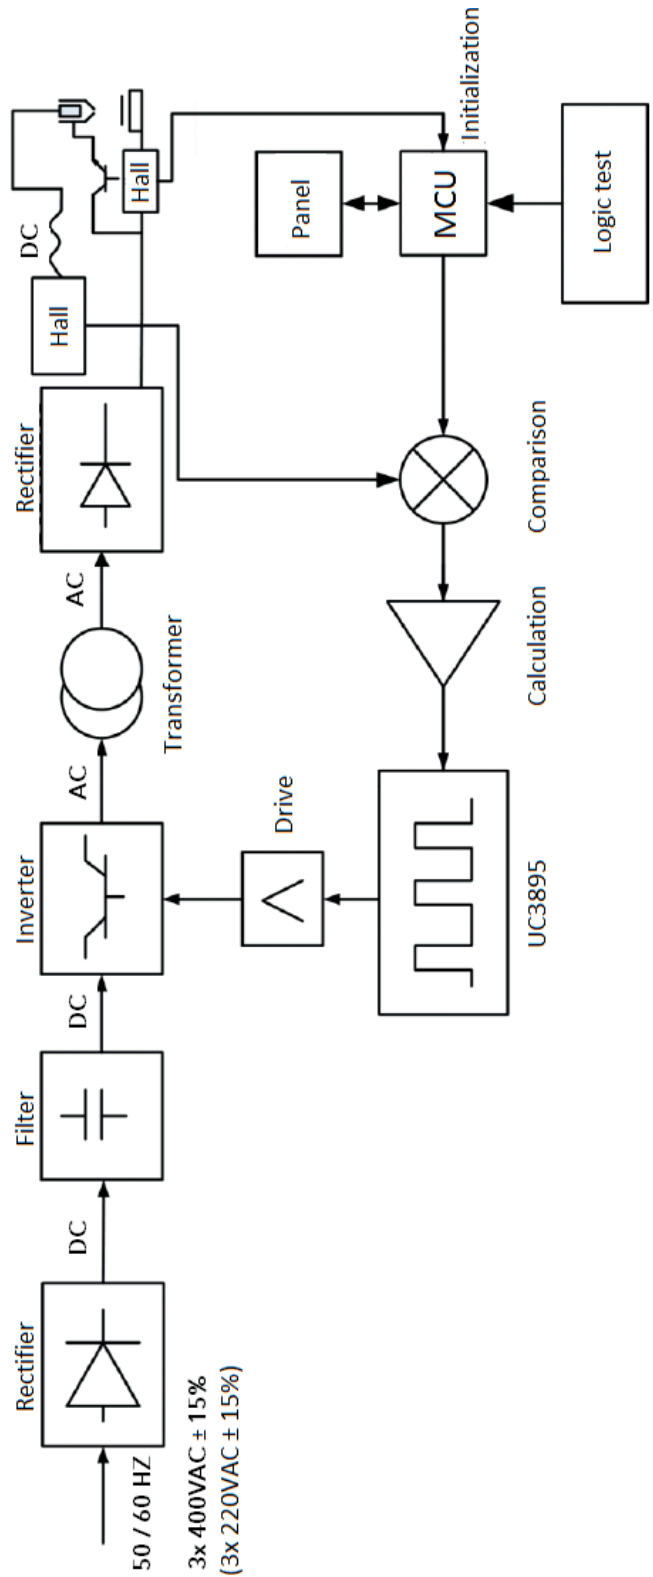 Rectifier
50 / 60 HZ
3x 400VAC ± 15%
(3x 220VAC ± 15%)
DC
Filter
DC
Inverter
AC
Transformer
AC
Rectifier
Hall
DC
Hall
Drive
UC3895
Calculation
Comparison
Panel
MCU
Initialization
Logic test